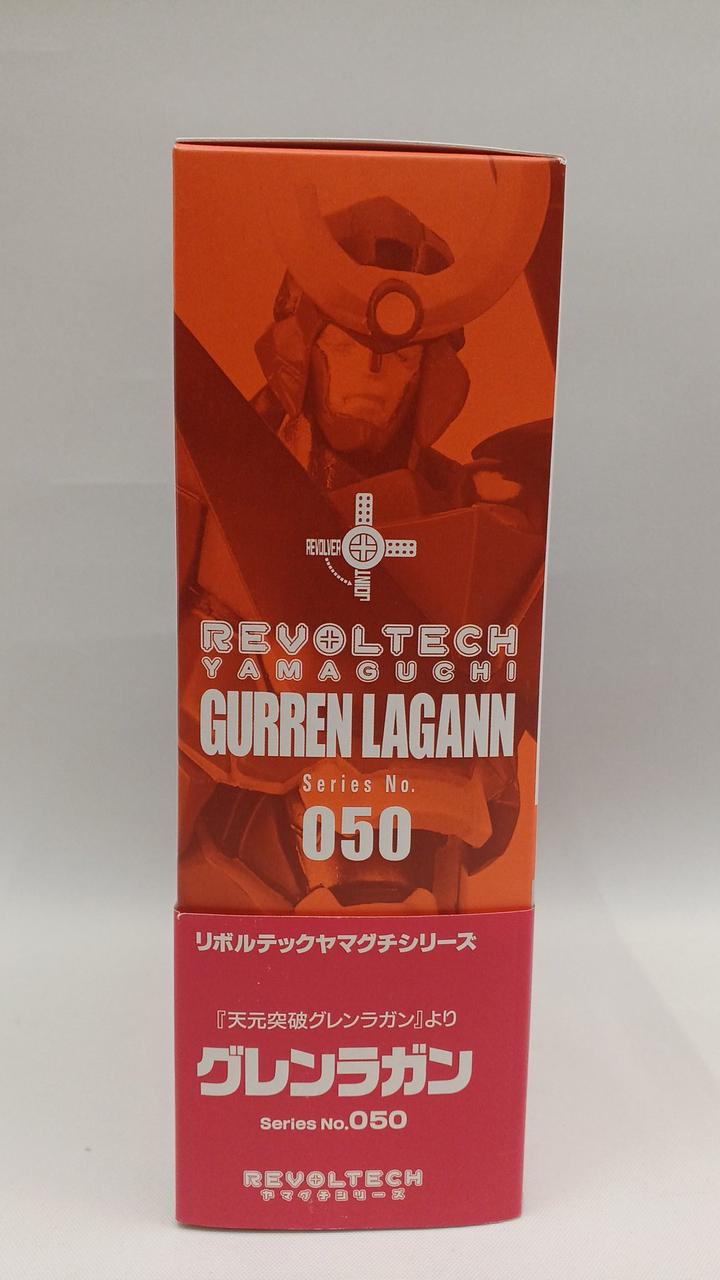 REVOLVER
JOINT
REVOLTECH
YAMAGUCHI
GURREN LAGANN
Series No.
050
リボルテックヤマグチシリーズ
『天元突破グレンラガン』より
グレンラガン
Series No.050
REVOLTECH
ヤマグチシリーズ